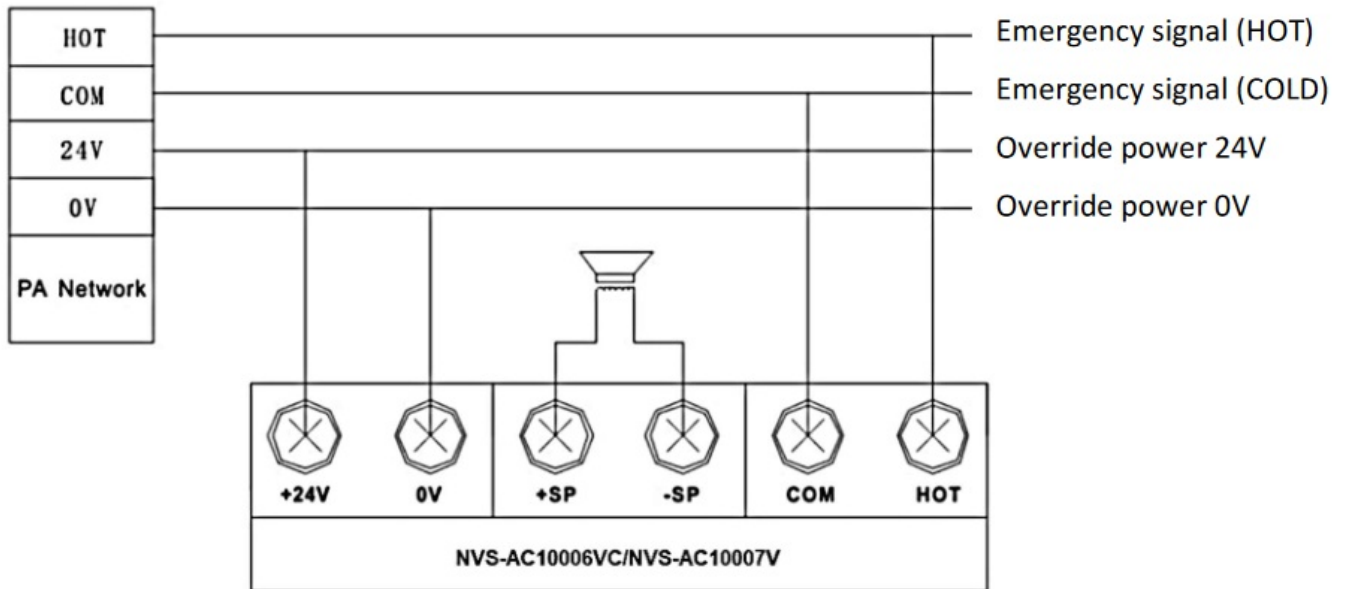 HOT
Emergency signal (HOT)
COM
Emergency signal (COLD)
24V
Override power 24V
0V
Override power 0V
PA Network
+24V
0V
+SP
-SP
COM
HOT
NVS-AC10006VC/NVS-AC10007V